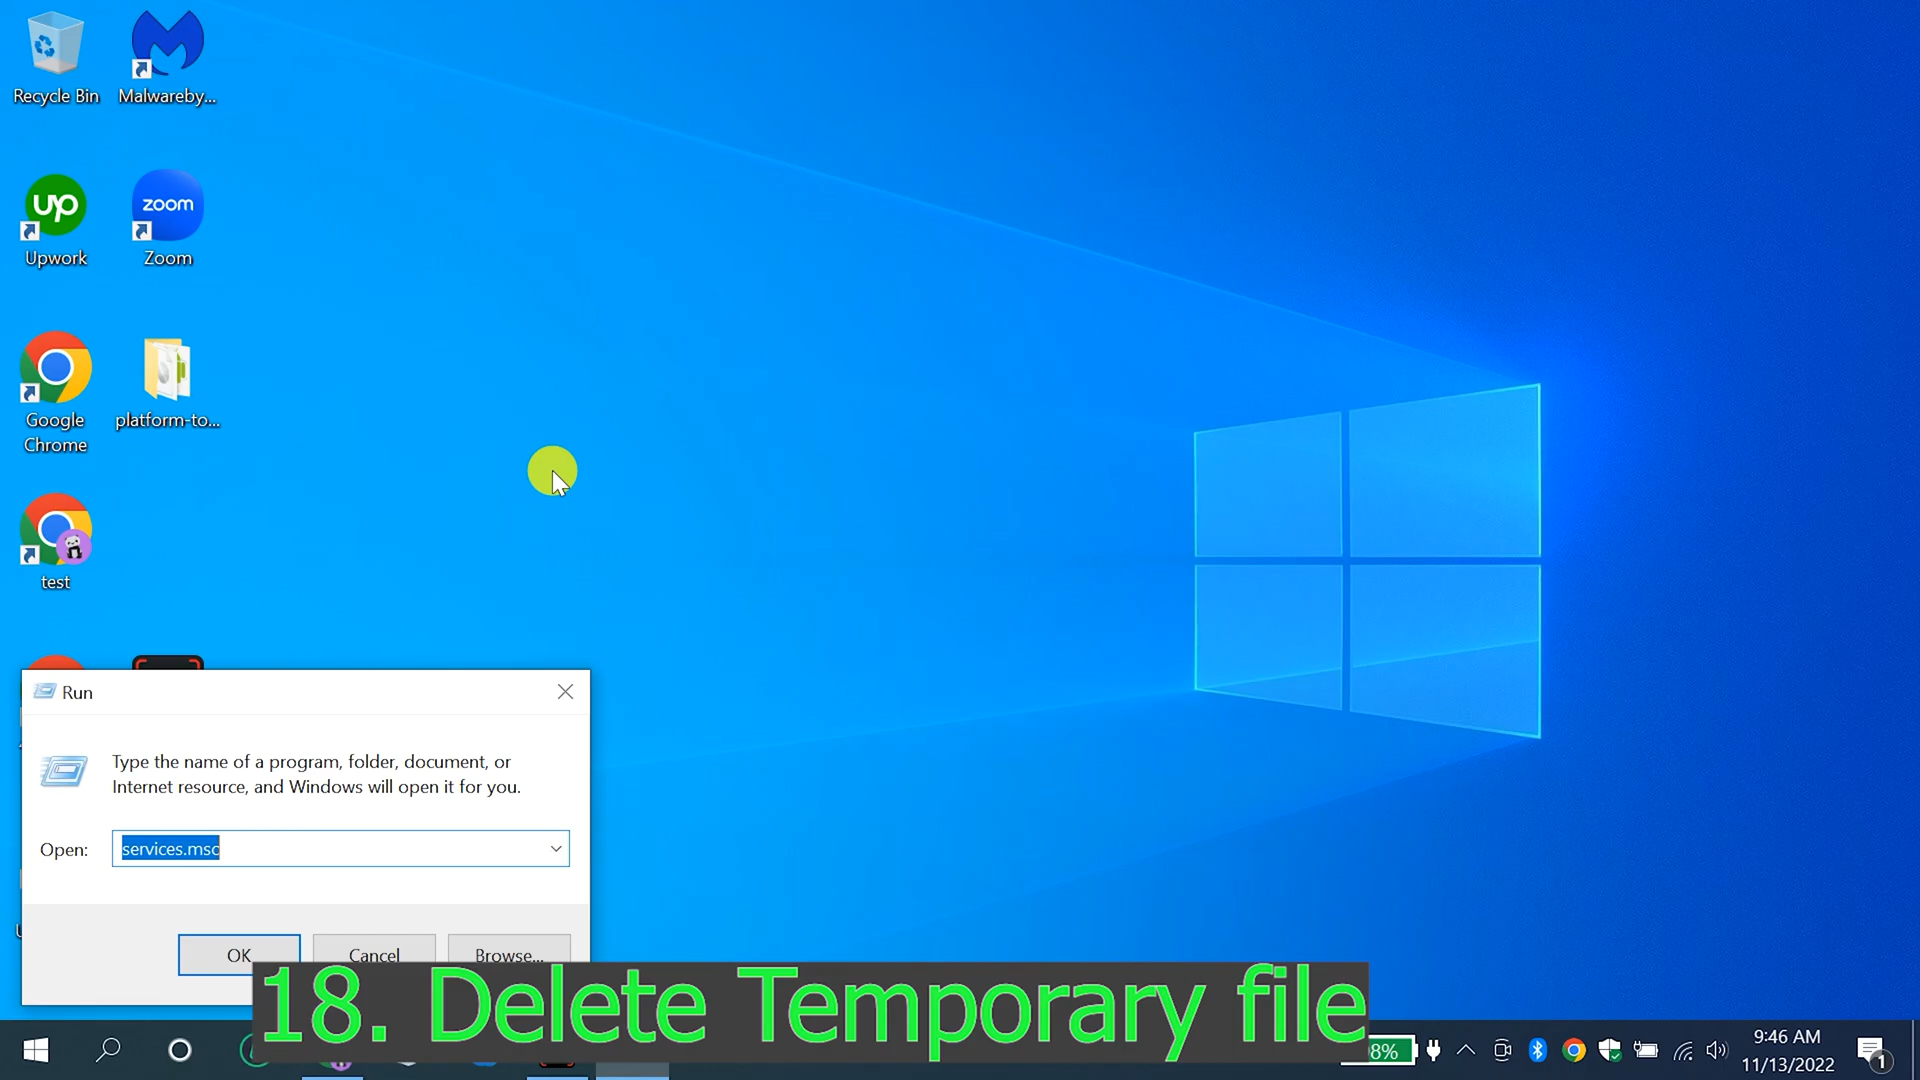 Recycle Bin
Malwareby...
up
Upwork
zoom
Zoom
Google
Chrome
platform-to...
test
Run
Type the name of a program, folder, document, or
Internet resource, and Windows will open it for you.
Open:
services.msc
OK
Cancel
Browse...
18. Delete Temporary file
8%
9:46 AM
11/13/2022
1